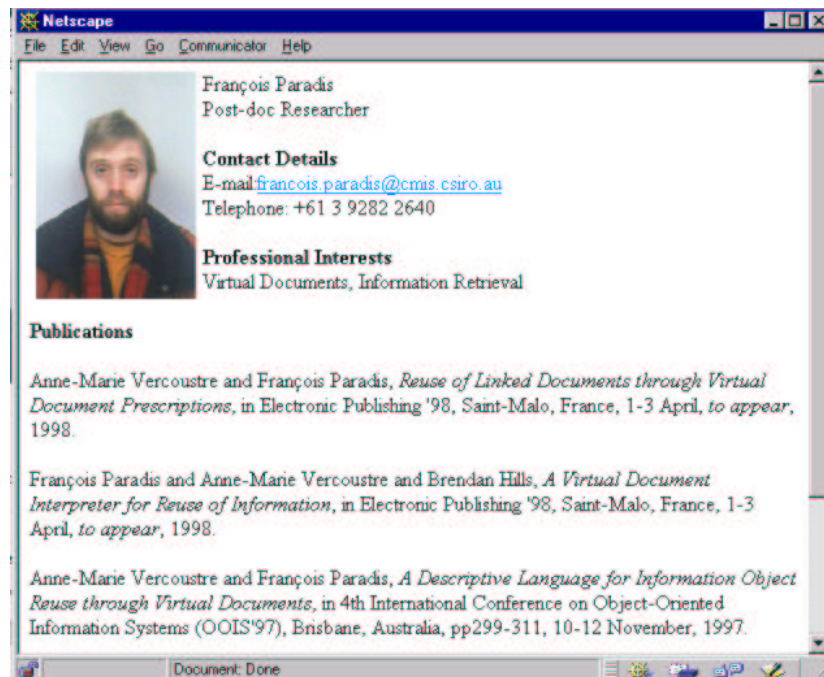 Netscape
File Edit View Go Communicator Help
François Paradis
Post-doc Researcher
Contact Details
E-mail:francois.paradis@cmis.csiro.au
Telephone: +61 3 9282 2640
Professional Interests
Virtual Documents, Information Retrieval
Publications
Anne-Marie Vercoustre and François Paradis, Reuse of Linked Documents through Virtual
Document Prescriptions, in Electronic Publishing '98, Saint-Malo, France, 1-3 April, to appear,
1998.
François Paradis and Anne-Marie Vercoustre and Brendan Hills, A Virtual Document
Interpreter for Reuse of Information, in Electronic Publishing '98, Saint-Malo, France, 1-3
April, to appear, 1998.
Anne-Marie Vercoustre and François Paradis, A Descriptive Language for Information Object
Reuse through Virtual Documents, in 4th International Conference on Object-Oriented
Information Systems (OOIS'97), Brisbane, Australia, pp299-311, 10-12 November, 1997.
Document: Done